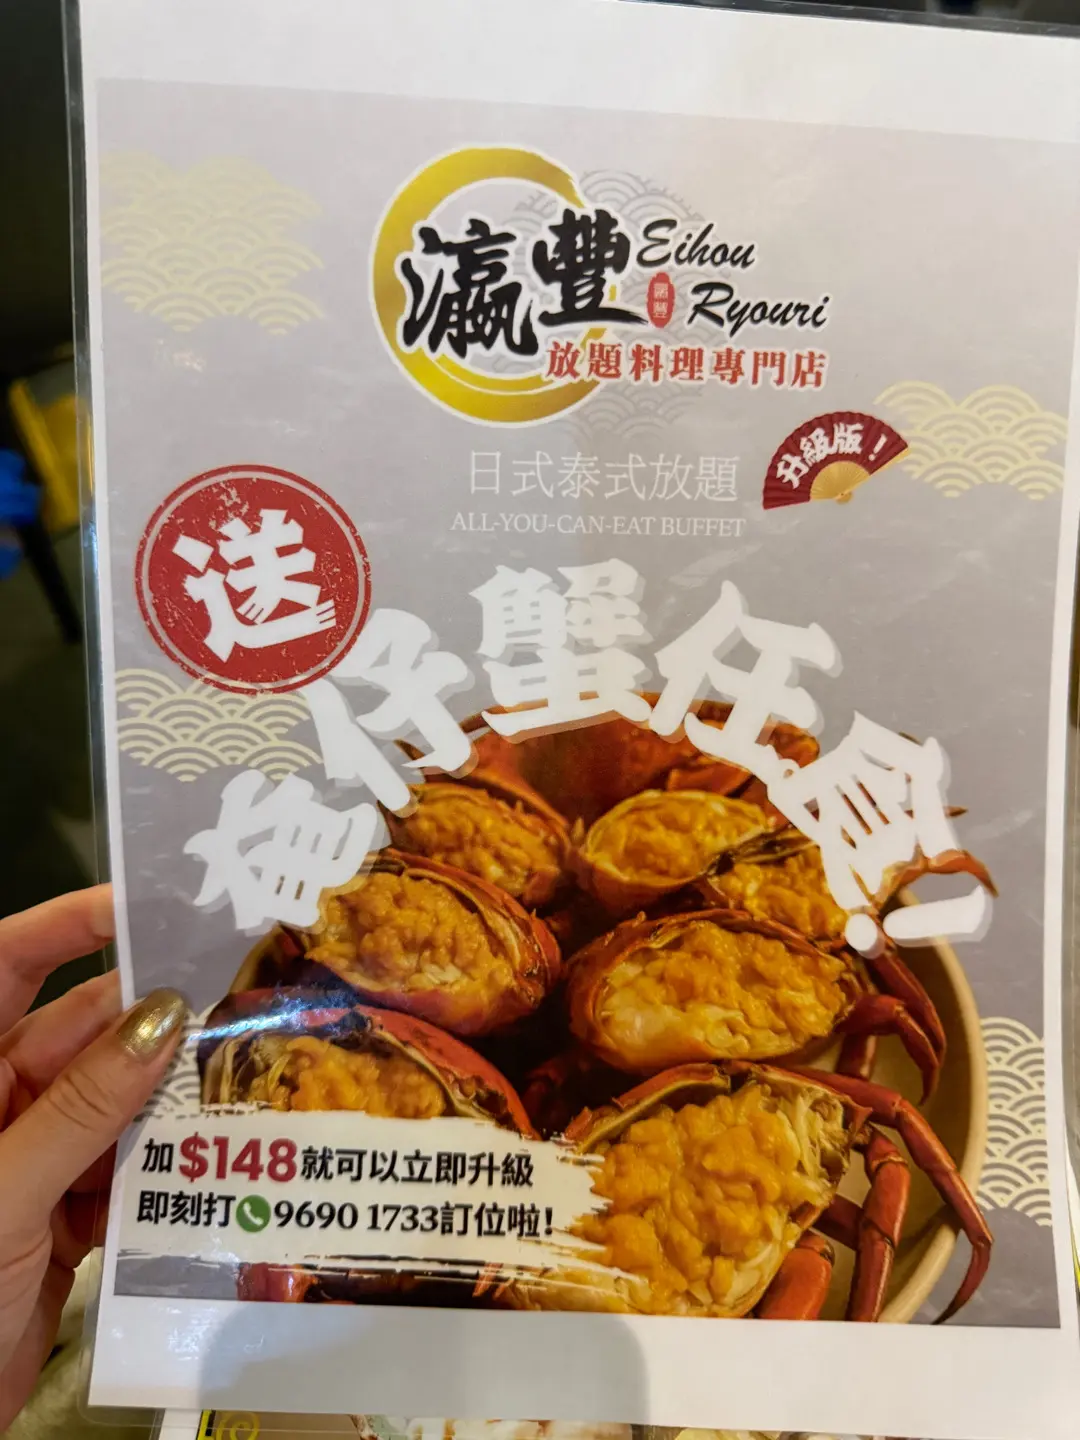 瀛豐
Eihou
Ryouri
放題料理專門店
日式泰式放題
升級版！
ALL-YOU-CAN-EAT BUFFET
送
奄仔蟹任食！
加$148就可以立即升級
即刻打9690 1733訂位啦！